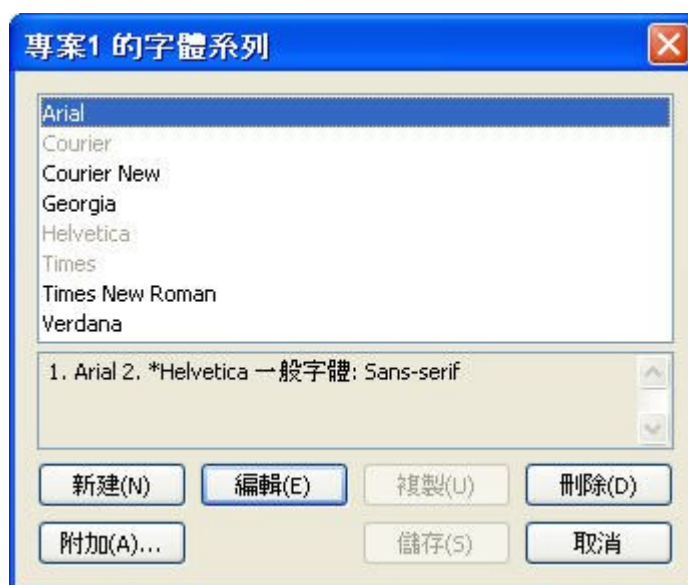 專案1 的字體系列
Arial
Courier
Courier New
Georgia
Helvetica
Times
Times New Roman
Verdana
1. Arial 2. *Helvetica 一般字體: Sans-serif
新建(N) 編輯(E) 複製(U) 刪除(D)
附加(A)... 儲存(S) 取消